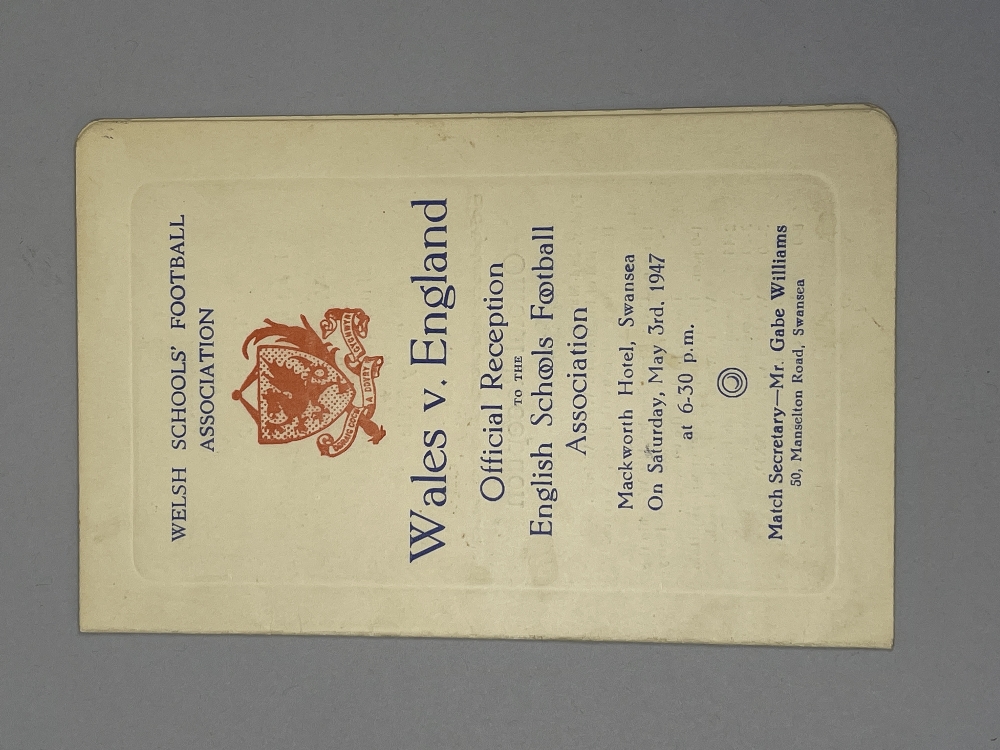 WELSH SCHOOLS' FOOTBALL
ASSOCIATION
A DDYRY
Wales v. England
Official Reception
TO THE
English Schools Football
Association
Mackworth Hotel, Swansea
On Saturday, May 3rd. 1947
at 6-30 p.m.
Match Secretary—Mr. Gabe Williams
50, Manselton Road, Swansea